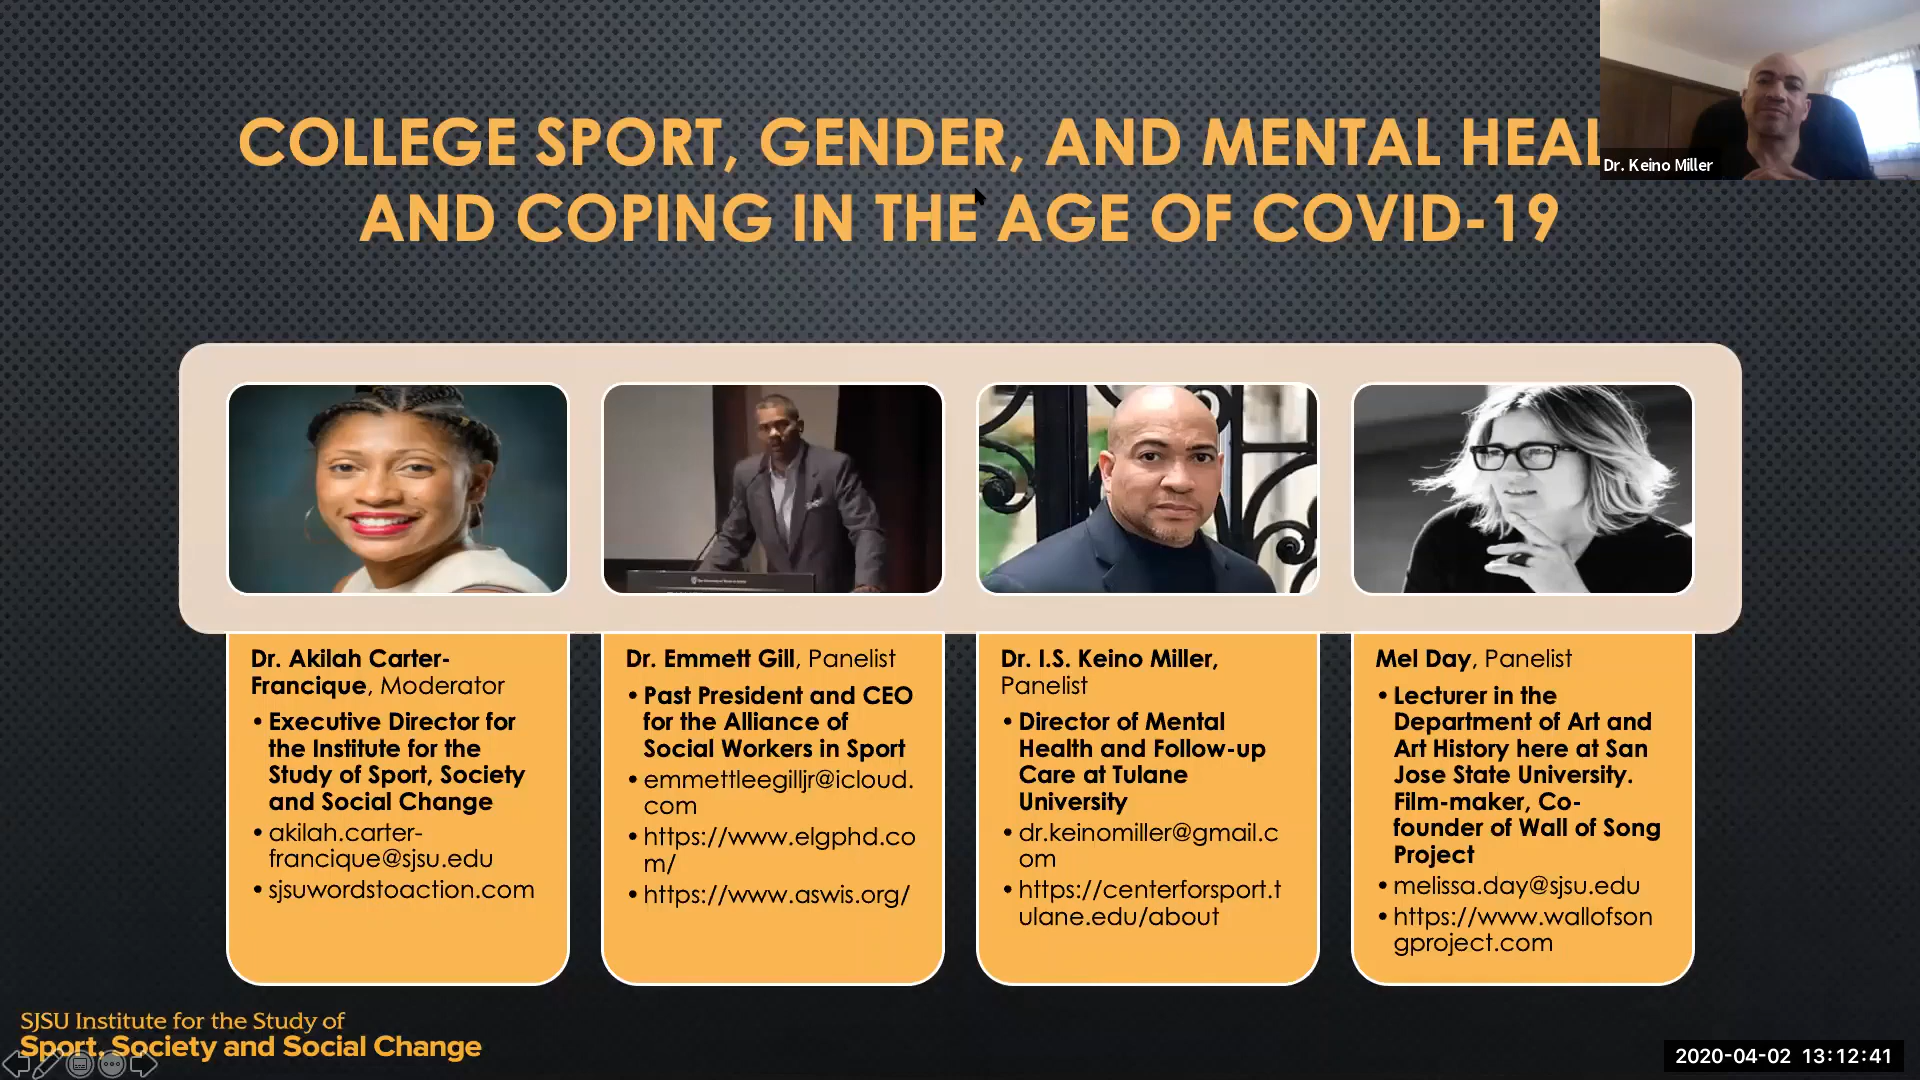 COLLEGE SPORT, GENDER, AND MENTAL HEAL
AND COPING IN THE AGE OF COVID-19
Dr. Keino Miller
Dr. Akilah Carter-
Francique, Moderator
• Executive Director for
the Institute for the
Study of Sport, Society
and Social Change
• akilah.carter-
francique@sjsu.edu
• sjsuwordstoaction.com
Dr. Emmett Gill, Panelist
• Past President and CEO
for the Alliance of
Social Workers in Sport
• emmettleegilljr@icloud.
com
• https://www.elgphd.co
m/
• https://www.aswis.org/
Dr. I.S. Keino Miller,
Panelist
• Director of Mental
Health and Follow-up
Care at Tulane
University
• dr.keinomiller@gmail.c
om
• https://centerforsport.t
ulane.edu/about
Mel Day, Panelist
• Lecturer in the
Department of Art and
Art History here at San
Jose State University.
Film-maker, Co-
founder of Wall of Song
Project
• melissa.day@sjsu.edu
• https://www.wallofson
gproject.com
SJSU Institute for the Study of
Sport, Society and Social Change
2020-04-02 13:12:41